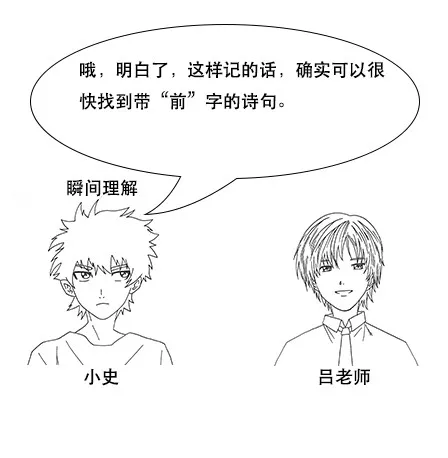 哦，明白了，这样记的话，确实可以很
快找到带“前”字的诗句。
瞬间理解
小史
吕老师